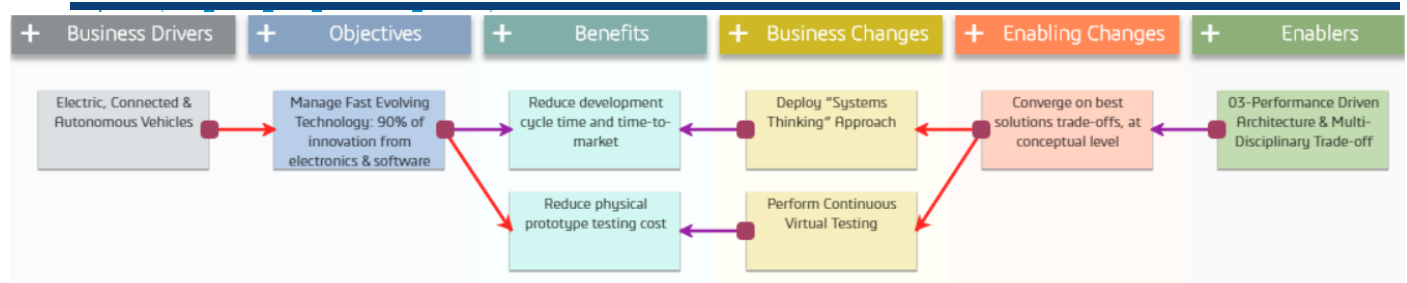 + Business Drivers
+ Objectives
+ Benefits
+ Business Changes
+ Enabling Changes
+ Enablers
Electric, Connected &
Autonomous Vehicles
Manage Fast Evolving
Technology: 90% of
innovation from
electronics & software
Reduce development
cycle time and time-to-
market
Deploy "Systems
Thinking" Approach
Converge on best
solutions trade-offs, at
conceptual level
03-Performance Driven
Architecture & Multi-
Disciplinary Trade-off
Reduce physical
prototype testing cost
Perform Continuous
Virtual Testing